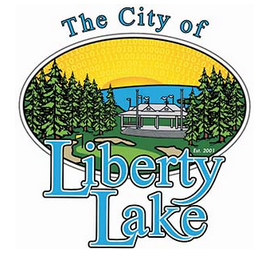 The City of
Est. 2001
Liberty
Lake